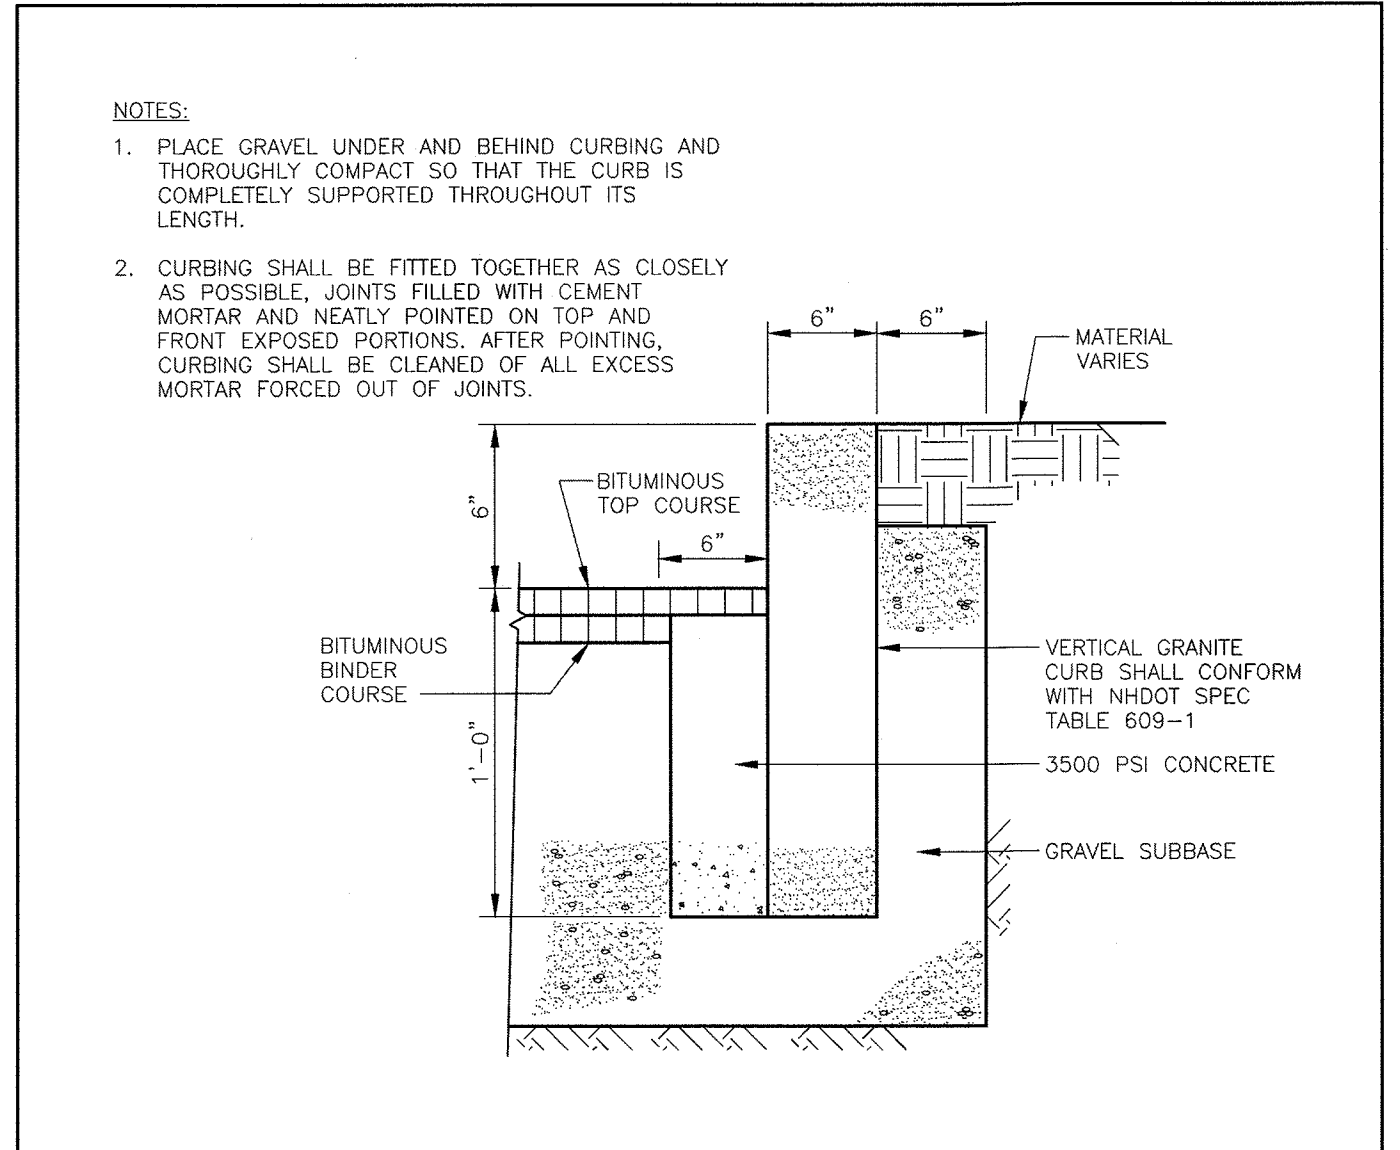 NOTES:
1. PLACE GRAVEL UNDER AND BEHIND CURBING AND
THOROUGHLY COMPACT SO THAT THE CURB IS
COMPLETELY SUPPORTED THROUGHOUT ITS
LENGTH.
2. CURBING SHALL BE FITTED TOGETHER AS CLOSELY
AS POSSIBLE, JOINTS FILLED WITH CEMENT
MORTAR AND NEATLY POINTED ON TOP AND
FRONT EXPOSED PORTIONS. AFTER POINTING,
CURBING SHALL BE CLEANED OF ALL EXCESS
MORTAR FORCED OUT OF JOINTS.
6"
6"
MATERIAL
VARIES
6"
BITUMINOUS
TOP COURSE
6"
BITUMINOUS
BINDER
COURSE
1'-0"
VERTICAL GRANITE
CURB SHALL CONFORM
WITH NHDOT SPEC
TABLE 609-1
3500 PSI CONCRETE
GRAVEL SUBBASE